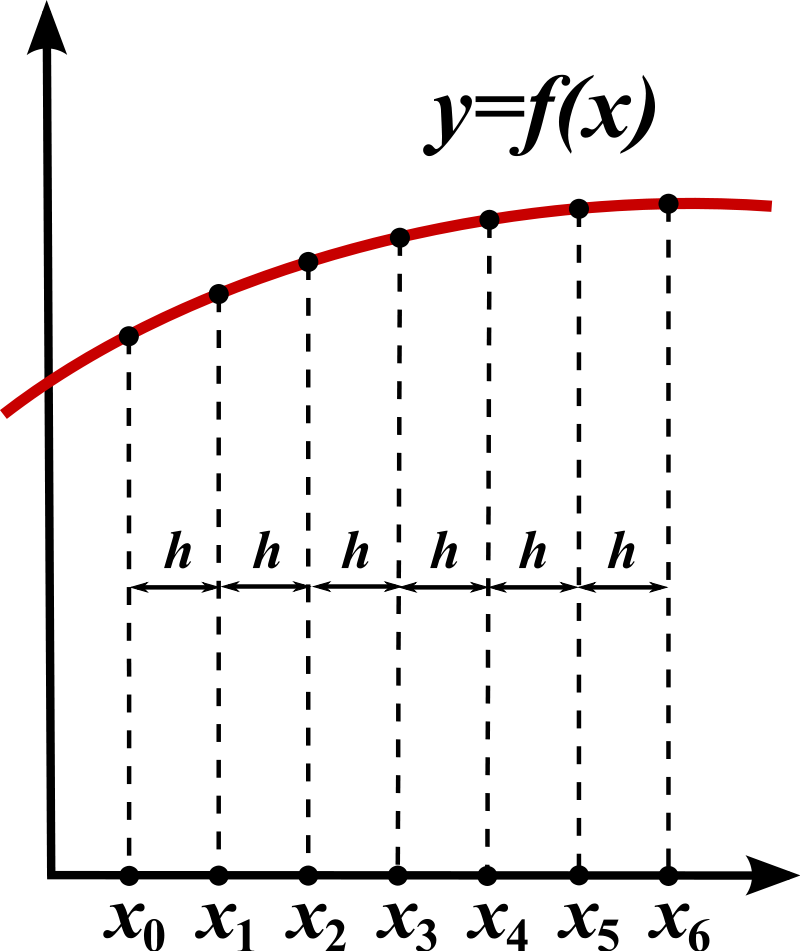 y=f(x)
h h h h h h
x₀ x₁ x₂ x₃ x₄ x₅ x₆